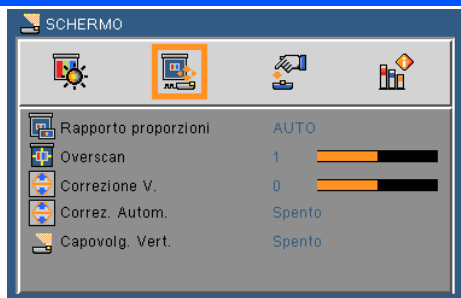 SCHERMO
Rapporto proporzioni AUTO
Overscan 1
Correzione V. 0
Correz. Autom. Spento
Capovolg. Vert. Spento